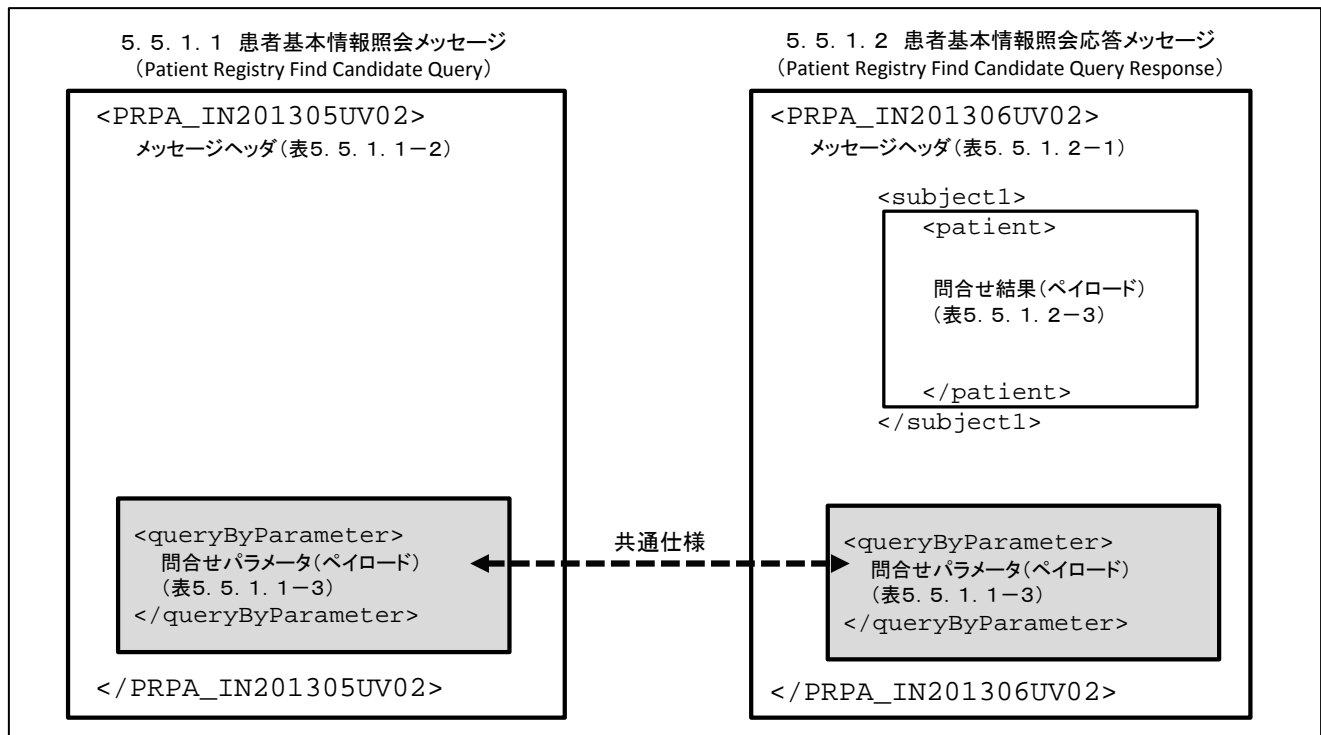 5．5．1．1 患者基本情報照会メッセージ
（Patient Registry Find Candidate Query）
<PRPA_IN201305UV02>
メッセージヘッダ（表5．5．1．1－2）
<queryByParameter>
問合せパラメータ（ペイロード）
（表5．5．1．1－3）
</queryByParameter>
</PRPA_IN201305UV02>
共通仕様
5．5．1．2 患者基本情報照会応答メッセージ
（Patient Registry Find Candidate Query Response）
<PRPA_IN201306UV02>
メッセージヘッダ（表5．5．1．2－1）
<subject1>
<patient>
問合せ結果（ペイロード）
（表5．5．1．2－3）
</patient>
</subject1>
<queryByParameter>
問合せパラメータ（ペイロード）
（表5．5．1．1－3）
</queryByParameter>
</PRPA_IN201306UV02>